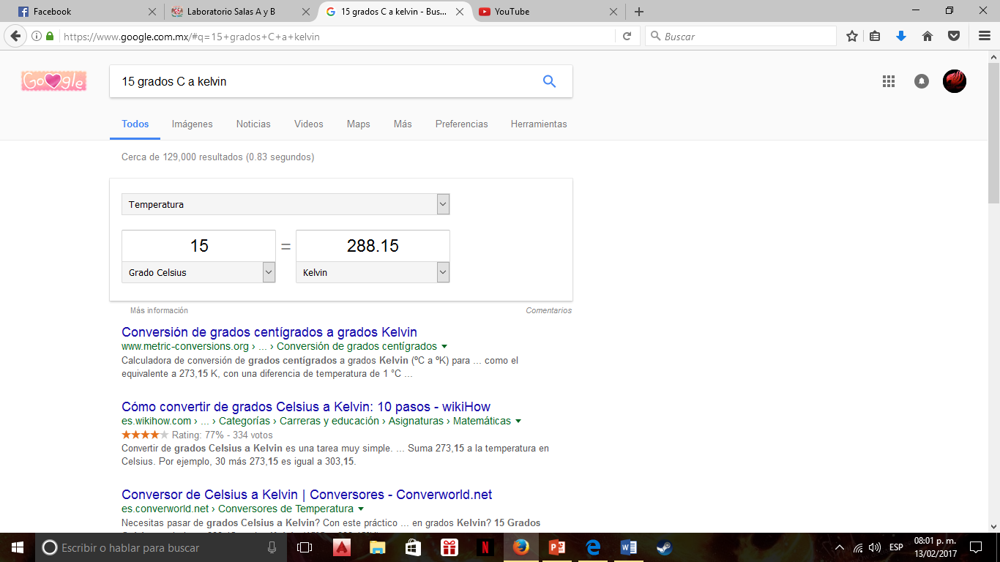 Facebook
Laboratorio Salas A y B
15 grados C a kelvin - Bus...
YouTube
https://www.google.com.mx/#q=15+grados+C+a+kelvin
Buscar
Google
15 grados C a kelvin
Todos Imágenes Noticias Videos Maps Más Preferencias Herramientas
Cerca de 129,000 resultados (0.83 segundos)
Temperatura
15 = 288.15
Grado Celsius Kelvin
Más información Comentarios
Conversión de grados centígrados a grados Kelvin
www.metric-conversions.org › ... › Conversión de grados centígrados
Calculadora de conversión de grados centígrados a grados Kelvin (ºC a ºK) para ... como el
equivalente a 273,15 K, con una diferencia de temperatura de 1 °C ...
Cómo convertir de grados Celsius a Kelvin: 10 pasos - wikiHow
es.wikihow.com › ... › Categorías › Carreras y educación › Asignaturas › Matemáticas
Rating: 77% - 334 votos
Convertir de grados Celsius a Kelvin es una tarea muy simple. ... Suma 273,15 a la temperatura en
Celsius. Por ejemplo, 30 más 273,15 es igual a 303,15.
Conversor de Celsius a Kelvin | Conversores - Converworld.net
es.converworld.net › Conversores de Temperatura
Necesitas pasar de grados Celsius a Kelvin? Con este práctico ... en grados Kelvin? 15 Grados
Escribir o hablar para buscar
ESP
08:01 p. m.
13/02/2017